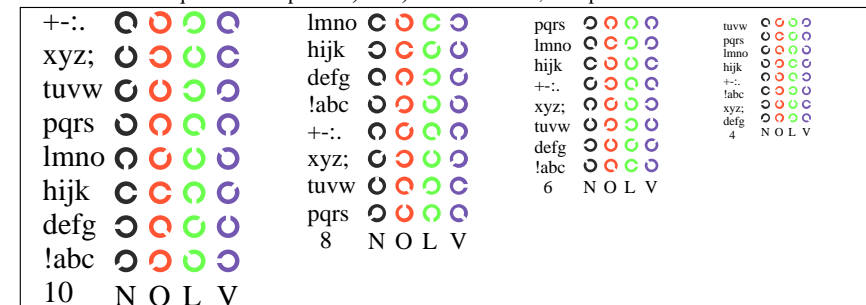 +-:.
xyz;
tuvw
pqrs
lmno
hijk
defg
!abc
10 N O L V
lmno
hijk
defg
!abc
+-:.
xyz;
tuvw
pqrs
8 N O L V
pqrs
lmno
hijk
+-:.
xyz;
tuvw
defg
!abc
6 N O L V
tuvw
pqrs
lmno
hijk
+-:.
!abc
xyz;
defg
4 N O L V